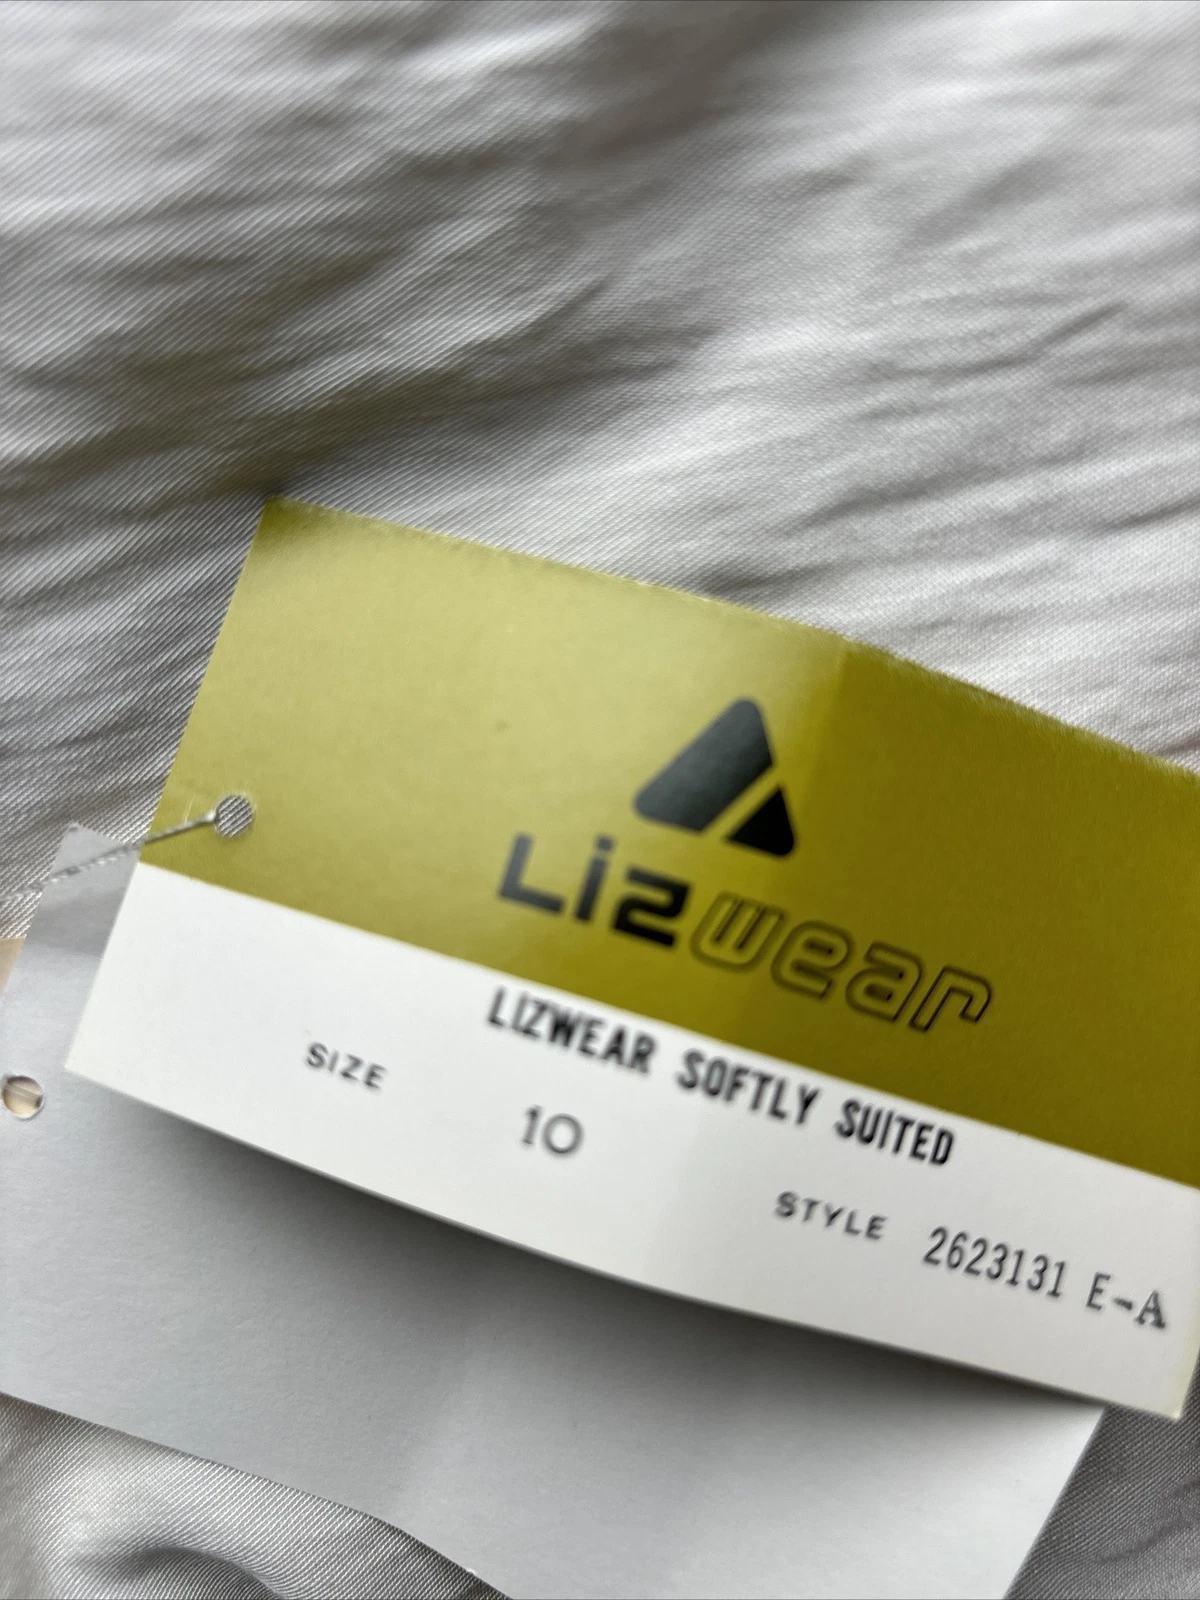 Lizwear
LIZWEAR SOFTLY SUITED
SIZE 10
STYLE 2623131 E-A